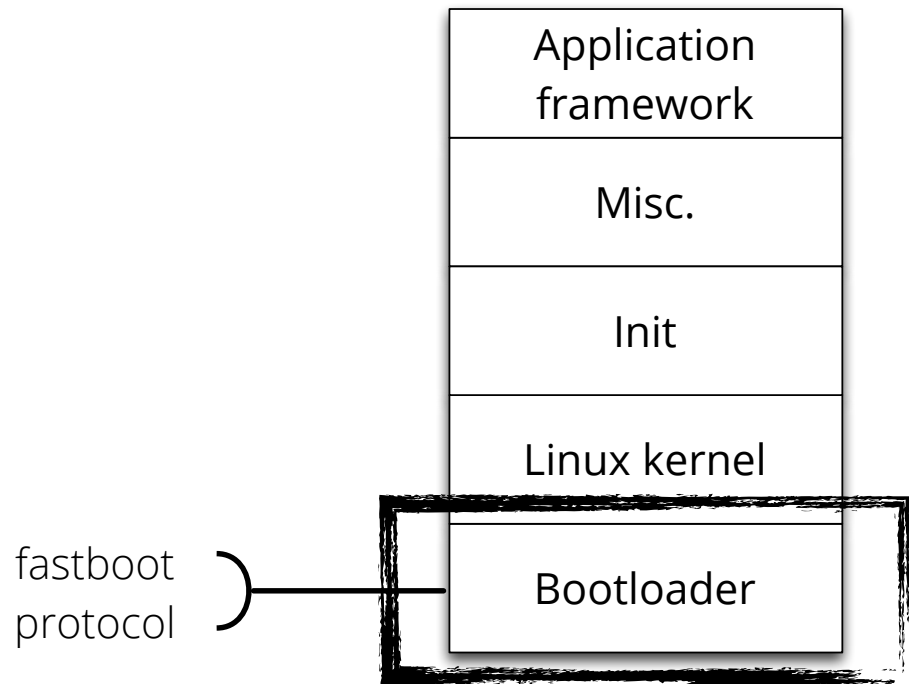 Application
framework
Misc.
Init
Linux kernel
fastboot
protocol
Bootloader